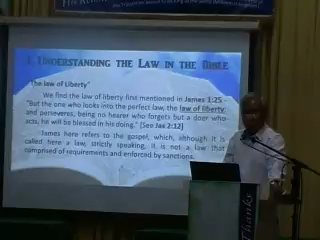 1. UNDERSTANDING THE LAW IN THE BIBLE
The law of Liberty"
We find the law of liberty first mentioned in James 1:25 -
"But the one who looks into the perfect law, the law of liberty,
and perseveres, being no hearer who forgets but a doer who
acts, he will be blessed in his doing." [See Jas 2:12]
James here refers to the gospel, which, although it is
called here a law, strictly speaking, it is not a law that
comprised of requirements and enforced by sanctions.
Thanks